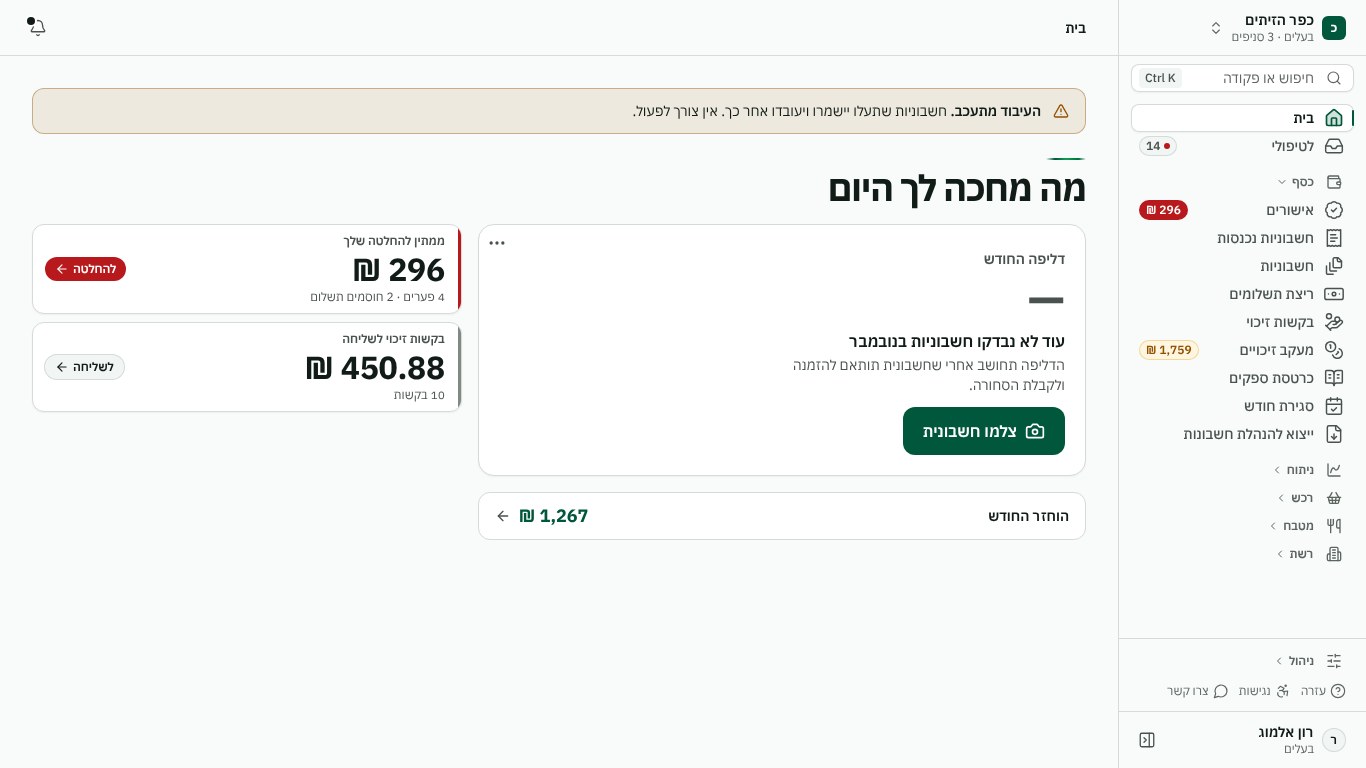 כ
כפר הזיתים
בעלים · 3 סניפים
חיפוש או פקודה
Ctrl K
בית
לטיפולי
14
כסף
אישורים
296 ₪
חשבוניות נכנסות
חשבוניות
ריצת תשלומים
בקשות זיכוי
מעקב זיכויים
1,759 ₪
כרטסת ספקים
סגירת חודש
ייצוא להנהלת חשבונות
ניתוח
רכש
מטבח
רשת
ניהול
עזרה
נגישות
צרו קשר
ר
רון אלמוג
בעלים
בית
העיבוד מתעכב. חשבוניות שתעלו יישמרו ויעובדו אחר כך. אין צורך לפעול.
מה מחכה לך היום
דליפה החודש
—
עוד לא נבדקו חשבוניות בנובמבר
הדליפה תחושב אחרי שחשבונית תותאם להזמנה
ולקבלת הסחורה.
צלמו חשבונית
הוחזר החודש
1,267 ₪
ממתין להחלטה שלך
296 ₪
4 פערים · 2 חוסמים תשלום
להחלטה
בקשות זיכוי לשליחה
450.88 ₪
10 בקשות
לשליחה